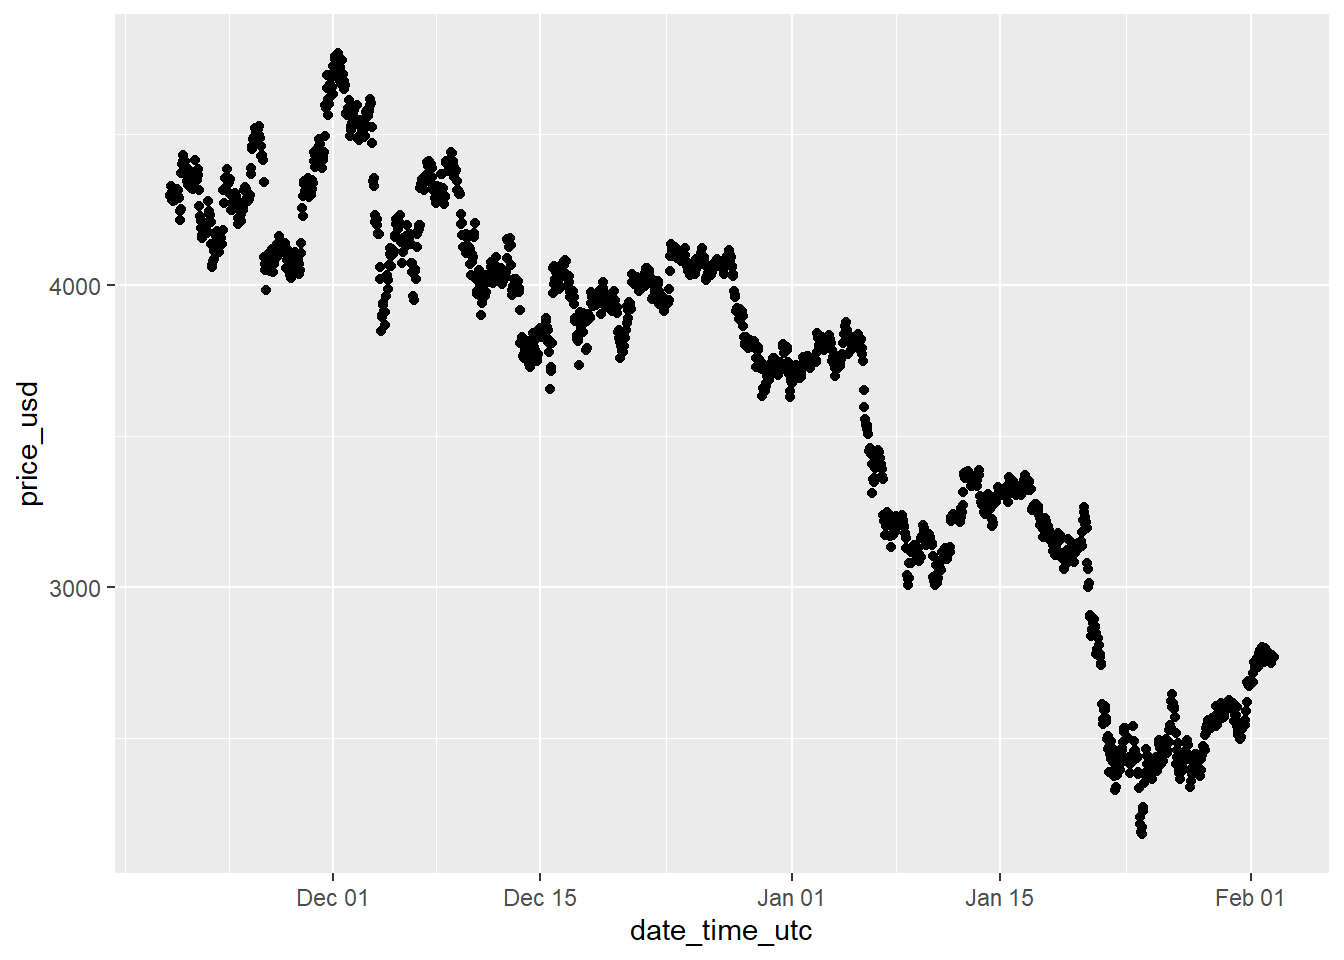 price_usd
4000
3000
Dec 01
Dec 15
Jan 01
Jan 15
Feb 01
date_time_utc